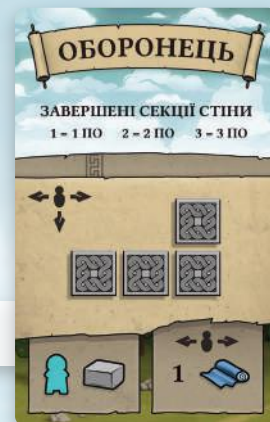 ОБОРОНЕЦЬ
ЗАВЕРШЕНІ СЕКЦІЇ СТІНИ
1 = 1 ПО 2 = 2 ПО 3 = 3 ПО
1